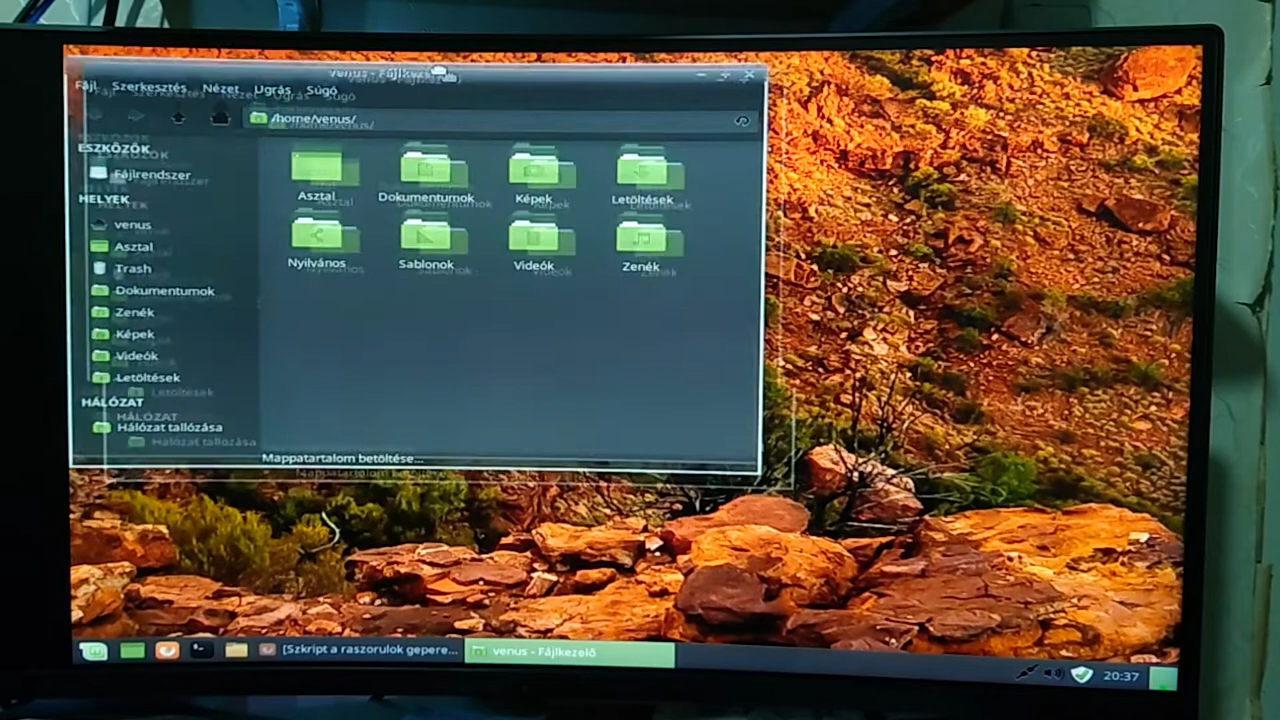 venus - Fájlkezelő
Fájl Szerkesztés Nézet Ugrás Súgó
/home/venus/
ESZKÖZÖK
Fájlrendszer
HELYEK
venus
Asztal
Trash
Dokumentumok
Zenék
Képek
Videók
Letöltések
HÁLÓZAT
Hálózat tallózása
Asztal Dokumentumok Képek Letöltések
Nyilvános Sablonok Videók Zenék
Mappatartalom betöltése...
[Szkript a raszorulok gepere... venus - Fájlkezelő 20:37